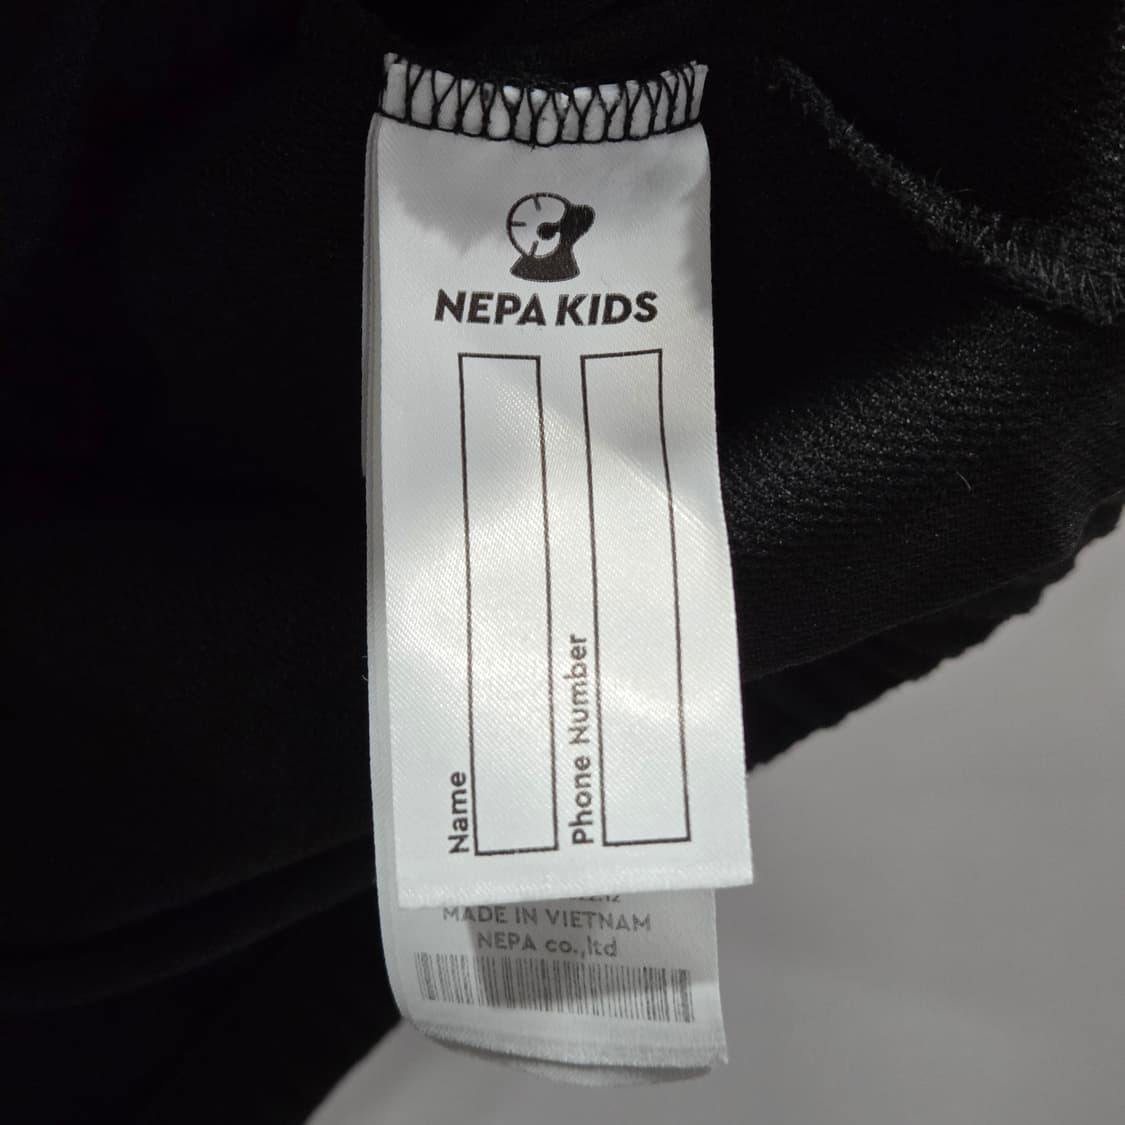 NEPA KIDS
Name
Phone Number
MADE IN VIETNAM
NEPA co.,ltd